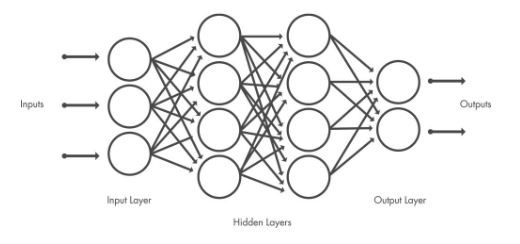 Inputs
Outputs
Input Layer
Output Layer
Hidden Layers